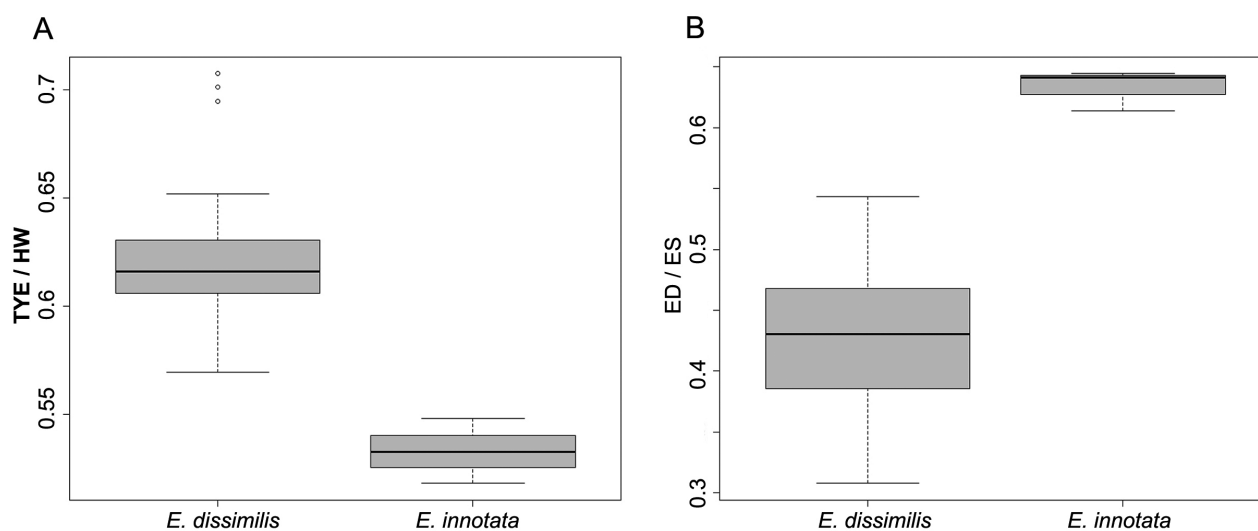 A
TYE / HW
0.7
0.65
0.6
0.55
E. dissimilis
E. innotata
B
ED / ES
0.6
0.5
0.4
0.3
E. dissimilis
E. innotata